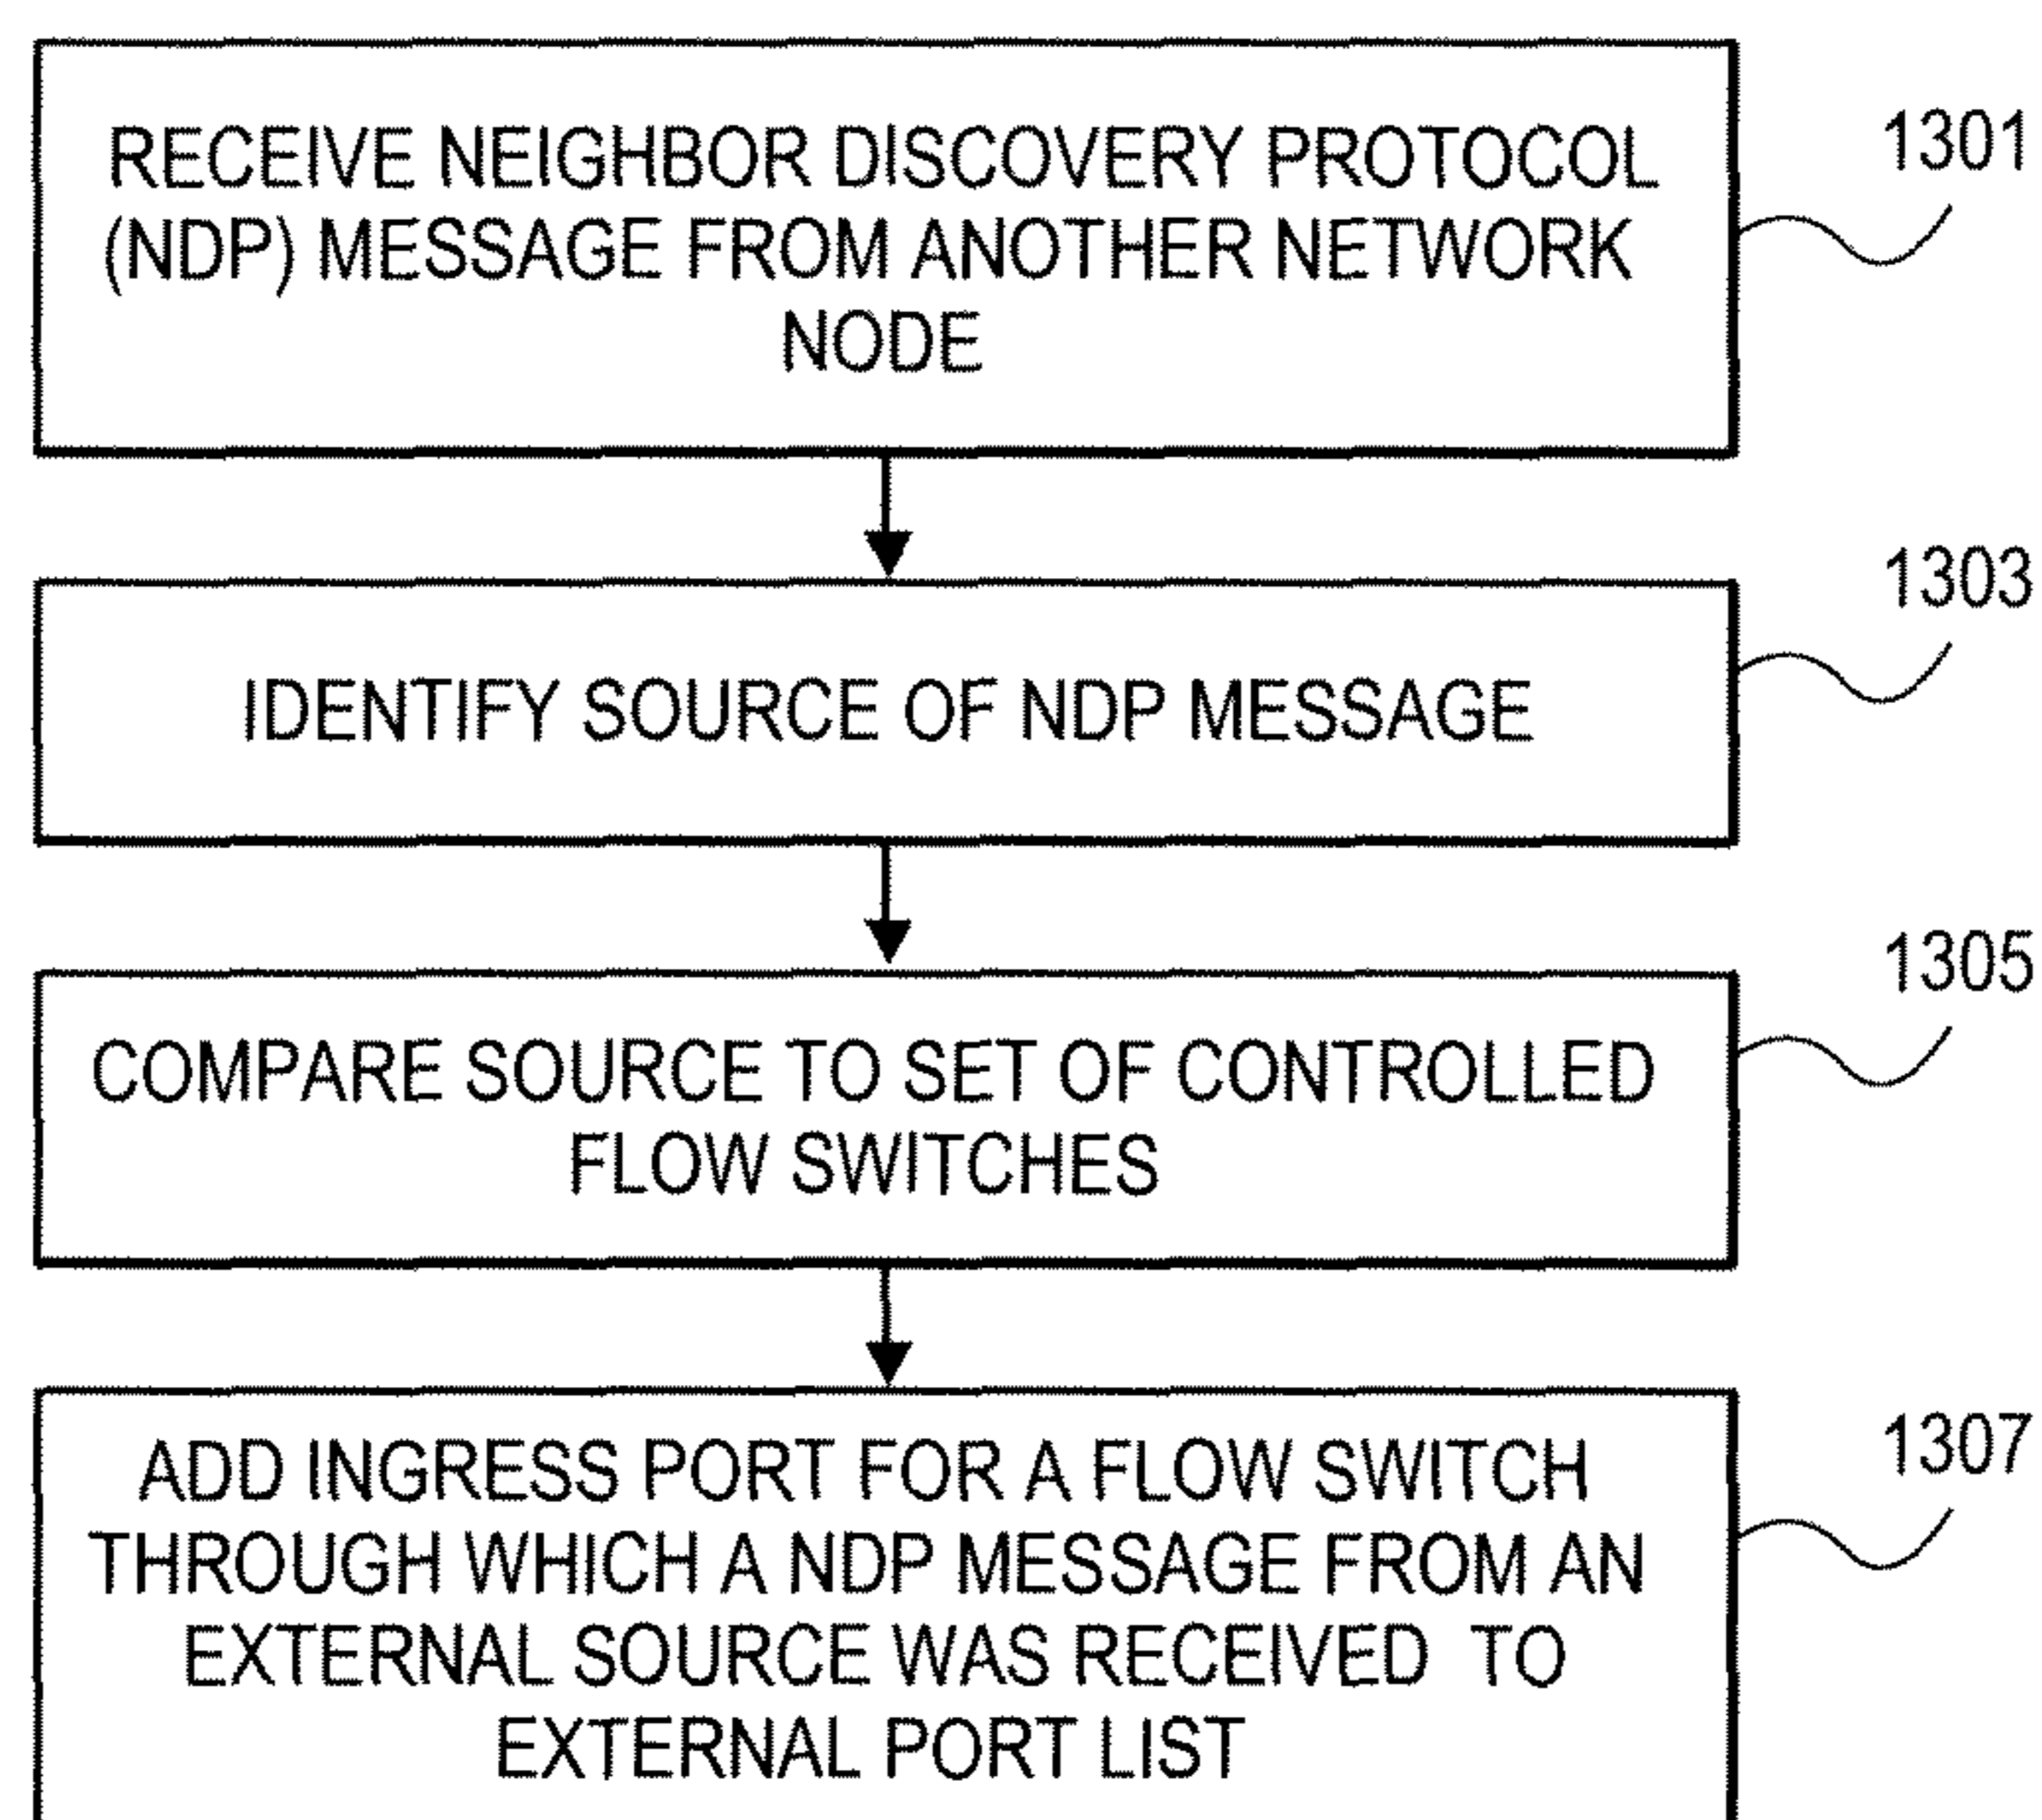 RECEIVE NEIGHBOR DISCOVERY PROTOCOL
(NDP) MESSAGE FROM ANOTHER NETWORK
NODE
1301
IDENTIFY SOURCE OF NDP MESSAGE
1303
COMPARE SOURCE TO SET OF CONTROLLED
FLOW SWITCHES
1305
ADD INGRESS PORT FOR A FLOW SWITCH
THROUGH WHICH A NDP MESSAGE FROM AN
EXTERNAL SOURCE WAS RECEIVED TO
EXTERNAL PORT LIST
1307